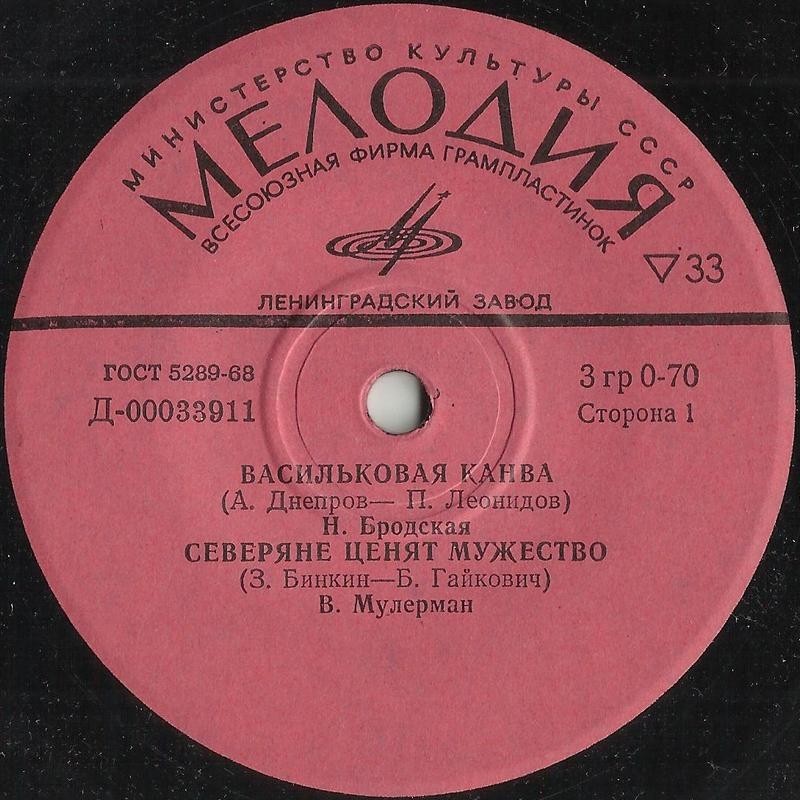 МИНИСТЕРСТВО КУЛЬТУРЫ СССР
МЕЛОДИЯ
ВСЕСОЮЗНАЯ ФИРМА ГРАМПЛАСТИНОК
33
ЛЕНИНГРАДСКИЙ ЗАВОД
ГОСТ 5289-68
3 гр 0-70
Д-00033911
Сторона 1
ВАСИЛЬКОВАЯ КАНВА
(А. Днепров— П. Леонидов)
Н. Бродская
СЕВЕРЯНЕ ЦЕНЯТ МУЖЕСТВО
(З. Бинкин—Б. Гайкович)
В. Мулерман